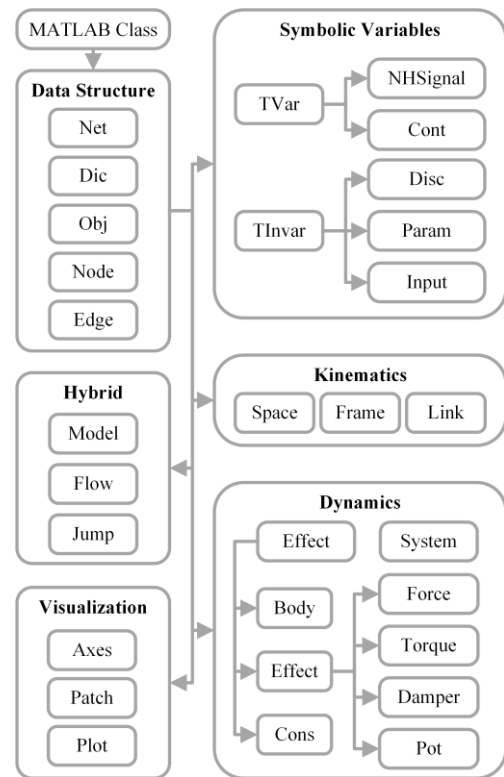 MATLAB Class
Data Structure
Net
Dic
Obj
Node
Edge
Hybrid
Model
Flow
Jump
Visualization
Axes
Patch
Plot
Symbolic Variables
TVar
NHSignal
Cont
TInvar
Disc
Param
Input
Kinematics
Space Frame Link
Dynamics
Effect System
Body
Effect
Cons
Force
Torque
Damper
Pot